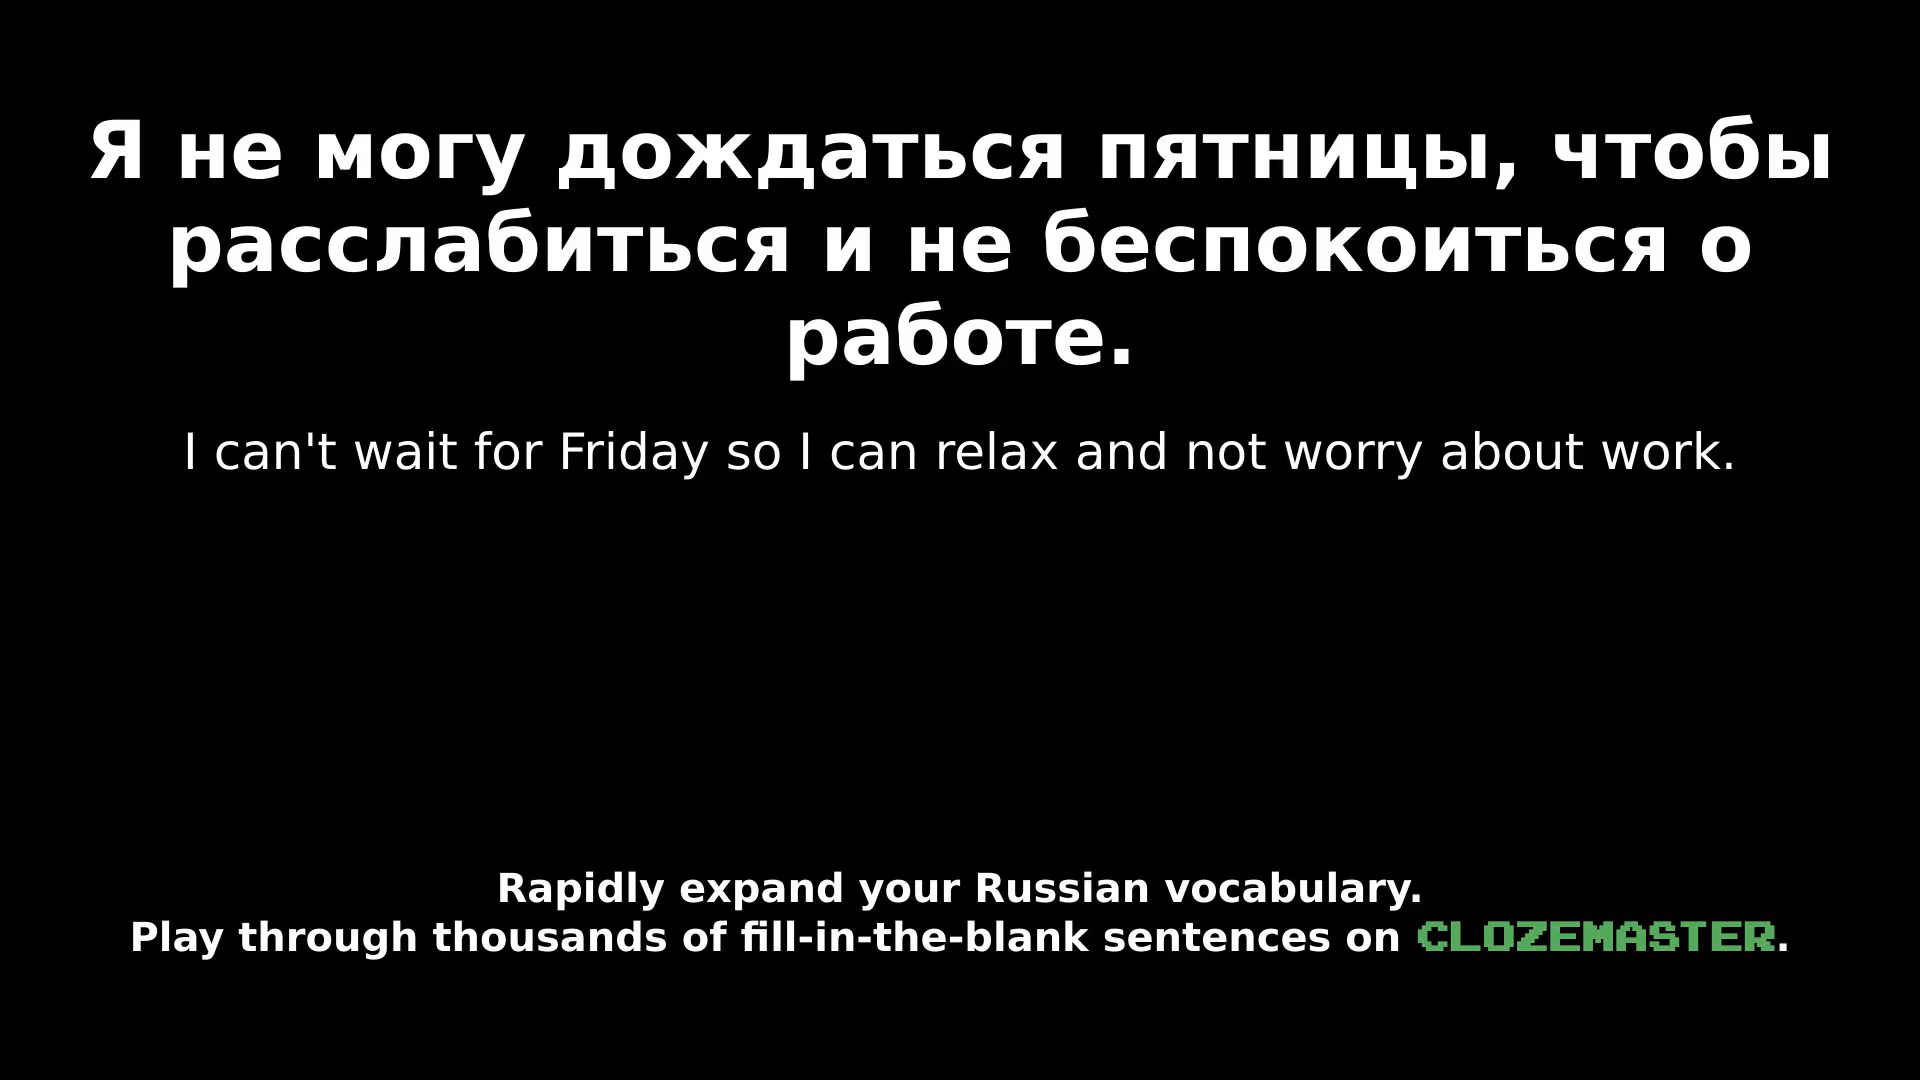 Я не могу дождаться пятницы, чтобы
расслабиться и не беспокоиться о
работе.
I can't wait for Friday so I can relax and not worry about work.
Rapidly expand your Russian vocabulary.
Play through thousands of fill-in-the-blank sentences on CLOZEMASTER.